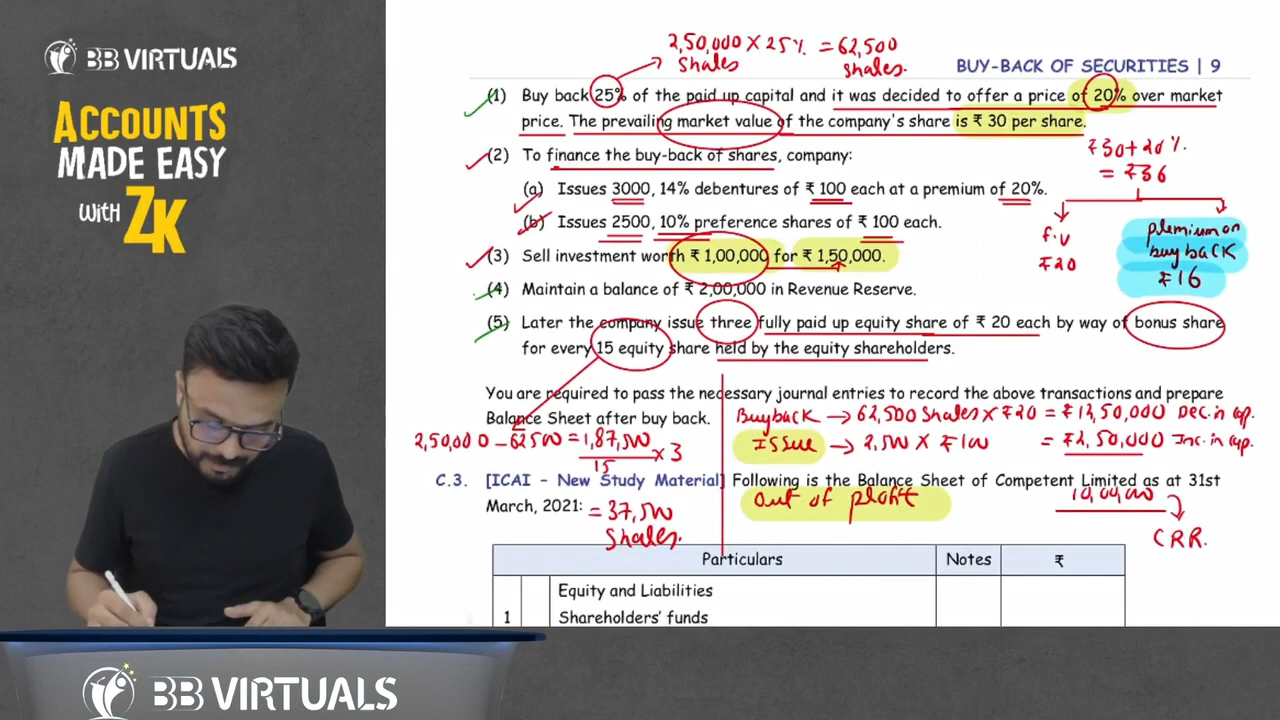 BB VIRTUALS
ACCOUNTS
MADE EASY
with ZK
2,50,000 X 25% = 62,500
shares shares.
BUY-BACK OF SECURITIES | 9
(1) Buy back 25% of the paid up capital and it was decided to offer a price of 20% over market
price. The prevailing market value of the company's share is ₹ 30 per share.
₹30+20%.
= ₹36
(2) To finance the buy-back of shares, company:
(a) Issues 3000, 14% debentures of ₹ 100 each at a premium of 20%.
(b) Issues 2500, 10% preference shares of ₹ 100 each.
f.v
₹20
premium on
buyback
₹16
(3) Sell investment worth ₹ 1,00,000 for ₹ 1,50,000.
(4) Maintain a balance of ₹ 2,00,000 in Revenue Reserve.
(5) Later the company issue three fully paid up equity share of ₹ 20 each by way of bonus share
for every 15 equity share held by the equity shareholders.
You are required to pass the necessary journal entries to record the above transactions and prepare
Balance Sheet after buy back.
Buyback → 62,500 shares X ₹20 = ₹12,50,000 Dec. in cap.
2,50,000 - 62500 = 1,87,500 X 3
15
Issue → 2,500 X ₹100 = ₹2,50,000 Inc. in cap.
C.3. [ICAI - New Study Material] Following is the Balance Sheet of Competent Limited as at 31st
March, 2021:
= 37,500
shares.
Out of profit 10,00,000
CRR.
Particulars Notes ₹
Equity and Liabilities
1 Shareholders' funds
BB VIRTUALS